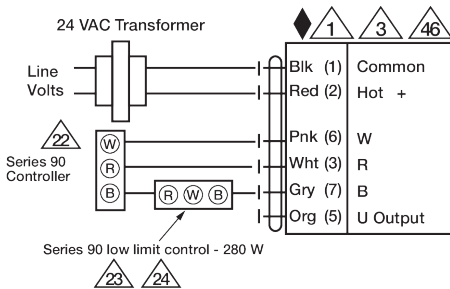 24 VAC Transformer
1 3 46
Line
Volts
Blk (1) Common
Red (2) Hot +
22
Series 90
Controller
W
R
B
R W B
Pnk (6) W
Wht (3) R
Gry (7) B
Org (5) U Output
Series 90 low limit control - 280 W
23 24